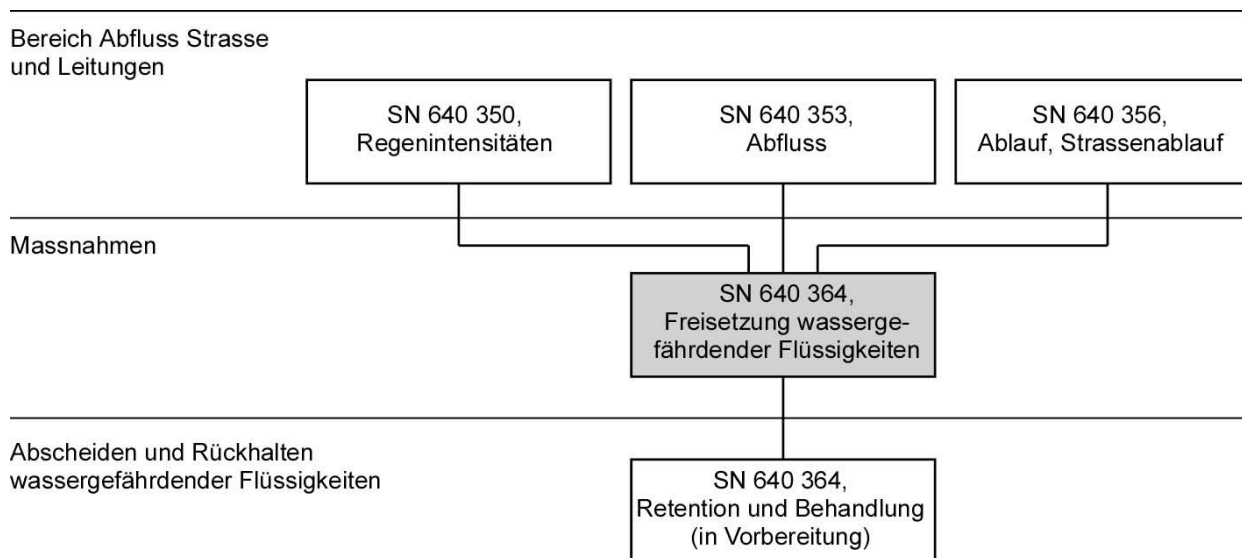 Bereich Abfluss Strasse
und Leitungen
SN 640 350,
Regenintensitäten
SN 640 353,
Abfluss
SN 640 356,
Ablauf, Strassenablauf
Massnahmen
SN 640 364,
Freisetzung wasserge-
fährdender Flüssigkeiten
Abscheiden und Rückhalten
wassergefährdender Flüssigkeiten
SN 640 364,
Retention und Behandlung
(in Vorbereitung)